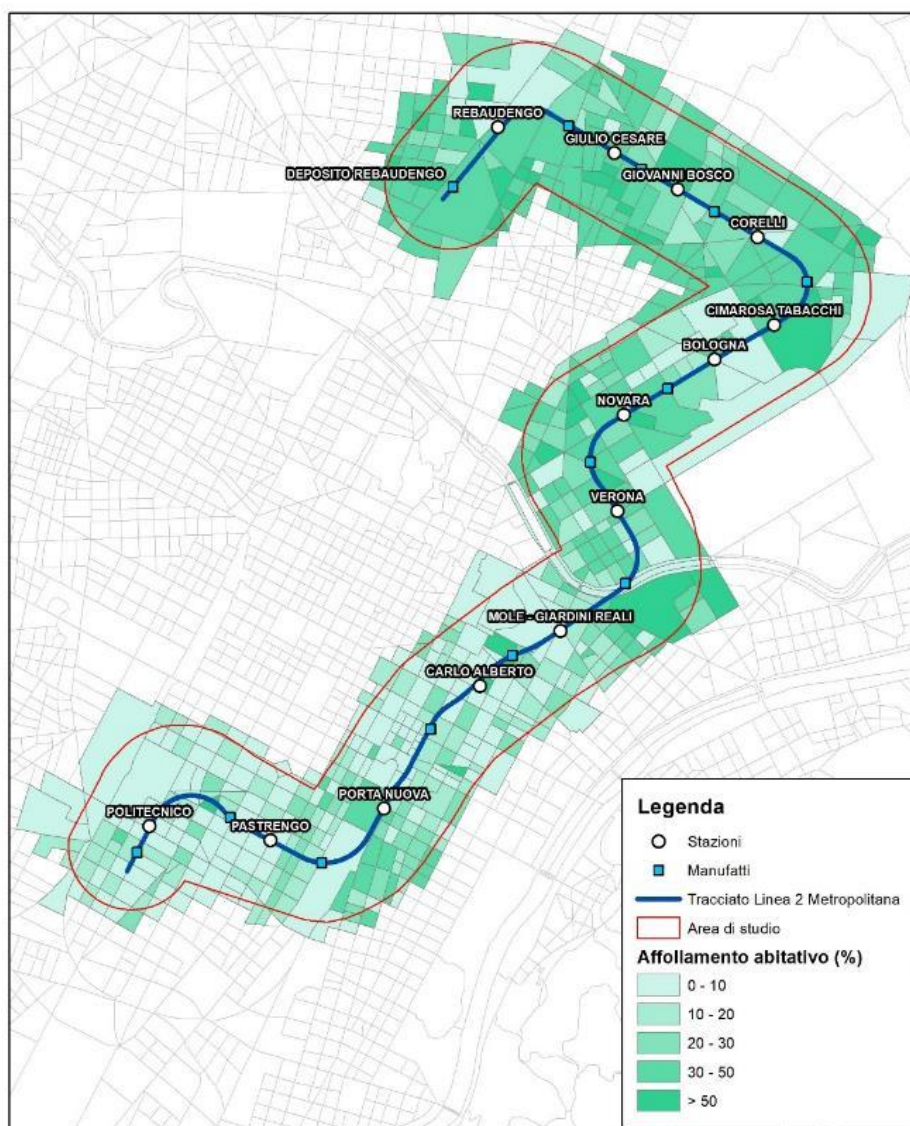 REBAUDENGO
GIULIO CESARE
DEPOSITO REBAUDENGO
GIOVANNI BOSCO
CORELLI
CIMAROSA TABACCHI
BOLOGNA
NOVARA
VERONA
MOLE - GIARDINI REALI
CARLO ALBERTO
PORTA NUOVA
POLITECNICO
PASTRENGO
Legenda
Stazioni
Manufatti
Tracciato Linea 2 Metropolitana
Area di studio
Affollamento abitativo (%)
0 - 10
10 - 20
20 - 30
30 - 50
> 50